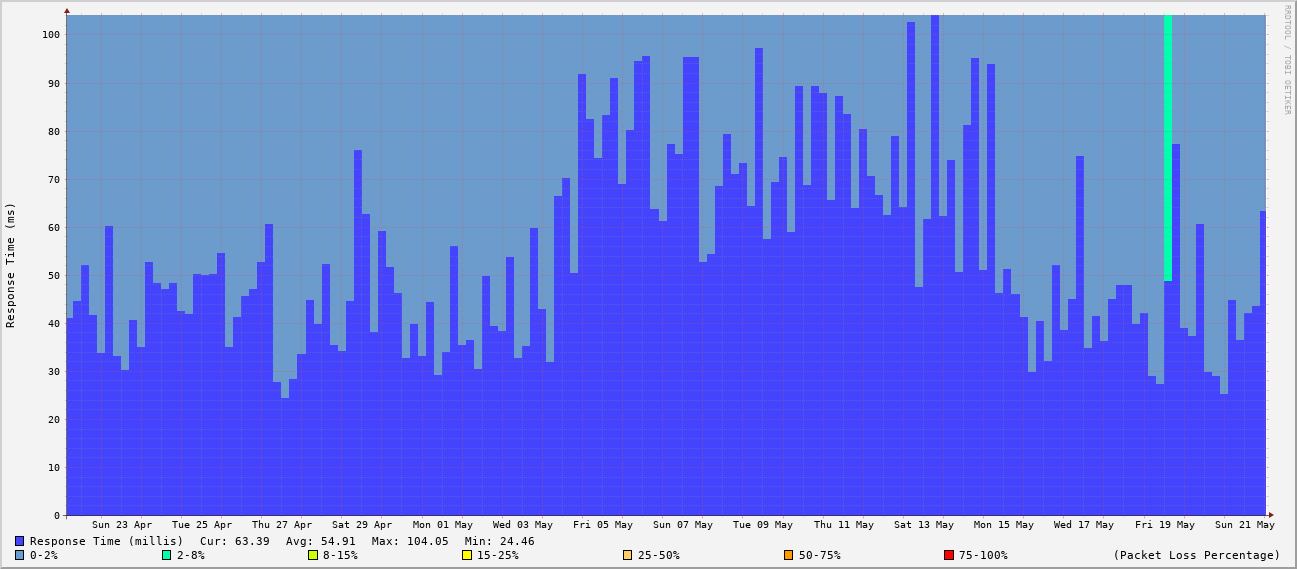 RRDTOOL / TOBI OETIKER
Response Time (ms)
100
90
80
70
60
50
40
30
20
10
0
Sun 23 Apr Tue 25 Apr Thu 27 Apr Sat 29 Apr Mon 01 May Wed 03 May Fri 05 May Sun 07 May Tue 09 May Thu 11 May Sat 13 May Mon 15 May Wed 17 May Fri 19 May Sun 21 May
Response Time (millis) Cur: 63.39 Avg: 54.91 Max: 104.05 Min: 24.46
0-2% 2-8% 8-15% 15-25% 25-50% 50-75% 75-100% (Packet Loss Percentage)